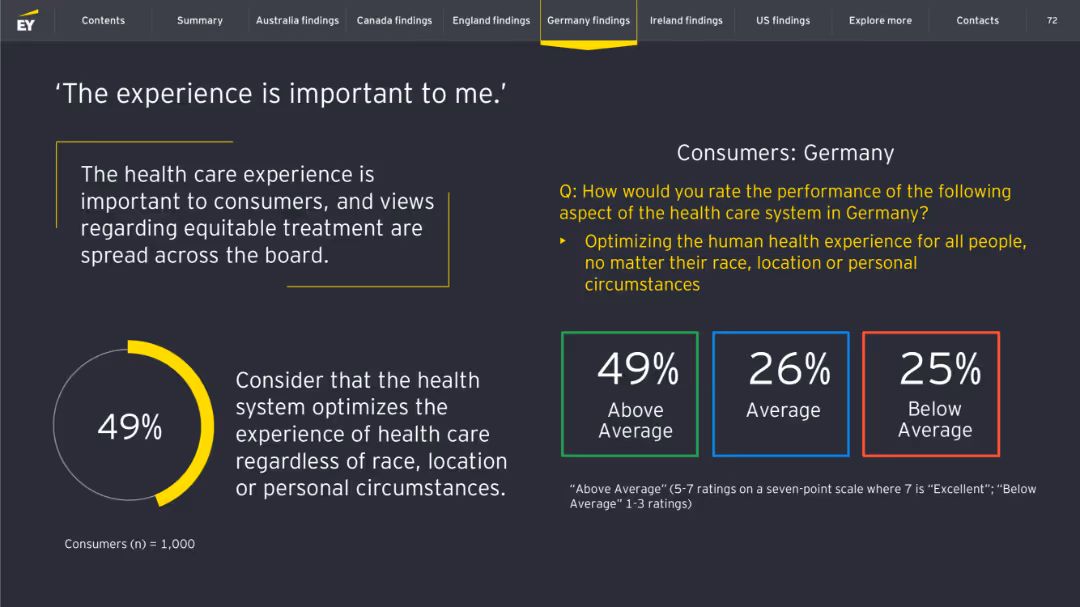 EY
Contents
Summary
Australia findings
Canada findings
England findings
Germany findings
Ireland findings
US findings
Explore more
Contacts
72
‘The experience is important to me.’
The health care experience is
important to consumers, and views
regarding equitable treatment are
spread across the board.
49%
Consider that the health
system optimizes the
experience of health care
regardless of race, location
or personal circumstances.
Consumers (n) = 1,000
Consumers: Germany
Q: How would you rate the performance of the following
aspect of the health care system in Germany?
‣ Optimizing the human health experience for all people,
no matter their race, location or personal
circumstances
49%
Above
Average
26%
Average
25%
Below
Average
“Above Average” (5-7 ratings on a seven-point scale where 7 is “Excellent”; “Below
Average” 1-3 ratings)